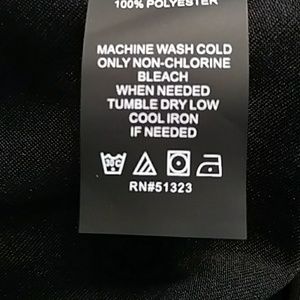 100% POLYESTER
MACHINE WASH COLD
ONLY NON-CHLORINE
BLEACH
WHEN NEEDED
TUMBLE DRY LOW
COOL IRON
IF NEEDED
RN#51323